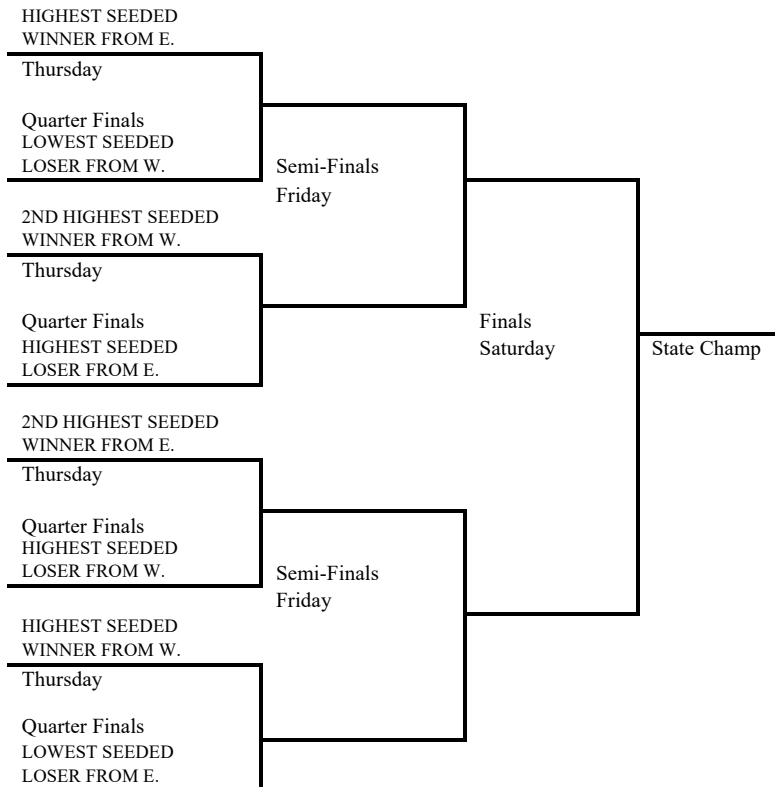 HIGHEST SEEDED
WINNER FROM E.
Thursday
Quarter Finals
LOWEST SEEDED
LOSER FROM W.
Semi-Finals
Friday
2ND HIGHEST SEEDED
WINNER FROM W.
Thursday
Quarter Finals
HIGHEST SEEDED
LOSER FROM E.
Finals
Saturday
State Champ
2ND HIGHEST SEEDED
WINNER FROM E.
Thursday
Quarter Finals
HIGHEST SEEDED
LOSER FROM W.
Semi-Finals
Friday
HIGHEST SEEDED
WINNER FROM W.
Thursday
Quarter Finals
LOWEST SEEDED
LOSER FROM E.